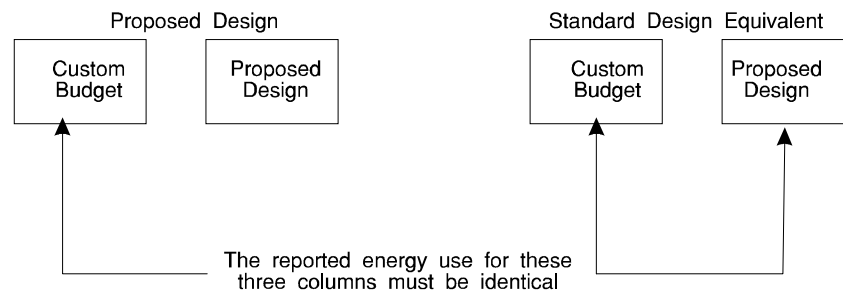 Proposed Design
Standard Design Equivalent
Custom
Budget
Proposed
Design
Custom
Budget
Proposed
Design
The reported energy use for these
three columns must be identical